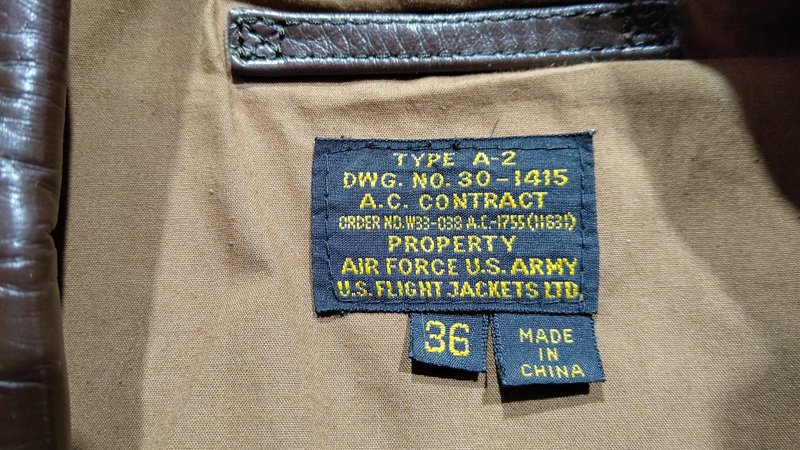 TYPE A-2
DWG. NO. 30-1415
A.C. CONTRACT
ORDER NO.W33-038 A.C.-1755(11631)
PROPERTY
AIR FORCE U.S. ARMY
U.S. FLIGHT JACKETS LTD.
36
MADE
IN
CHINA